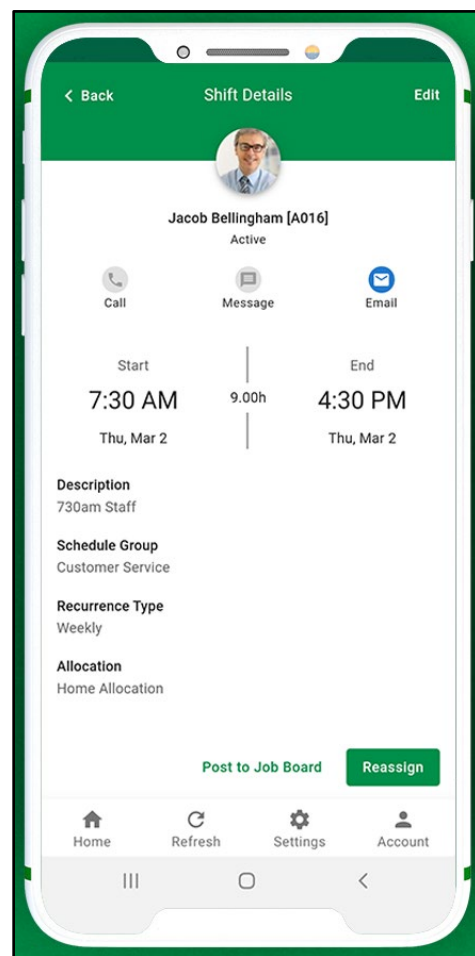 Back
Shift Details
Edit
Jacob Bellingham [A016]
Active
Call
Message
Email
Start
End
7:30 AM
9.00h
4:30 PM
Thu, Mar 2
Thu, Mar 2
Description
730am Staff
Schedule Group
Customer Service
Recurrence Type
Weekly
Allocation
Home Allocation
Post to Job Board
Reassign
Home
Refresh
Settings
Account